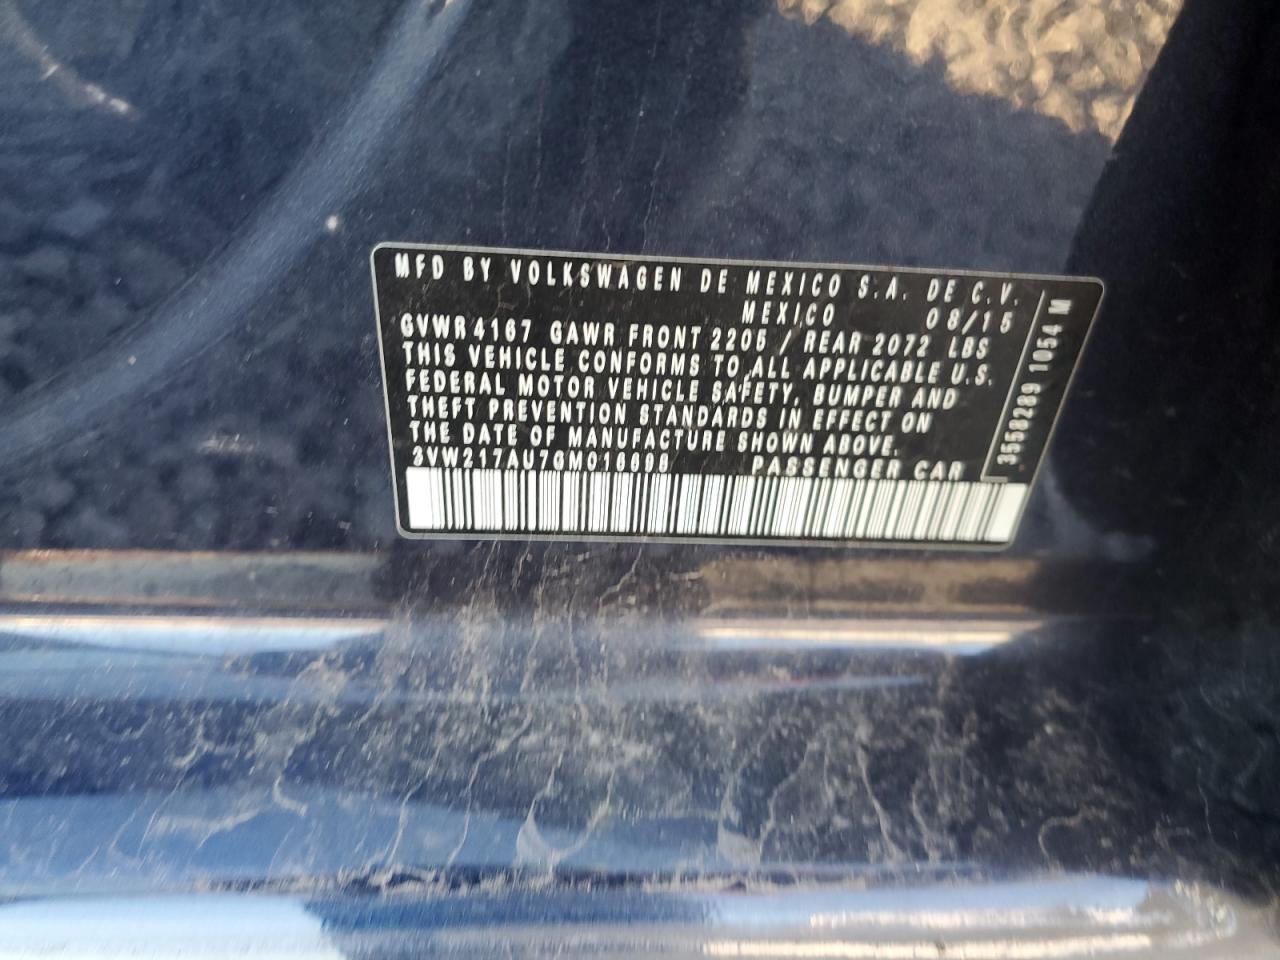 MFD BY VOLKSWAGEN DE MEXICO S.A. DE C.V.
MEXICO 08/15
GVWR 4167 GAWR FRONT 2205 / REAR 2072 LBS
THIS VEHICLE CONFORMS TO ALL APPLICABLE U.S.
FEDERAL MOTOR VEHICLE SAFETY, BUMPER AND
THEFT PREVENTION STANDARDS IN EFFECT ON
THE DATE OF MANUFACTURE SHOWN ABOVE.
3VW217AU7GM016698 PASSENGER CAR
3558289 1054 M